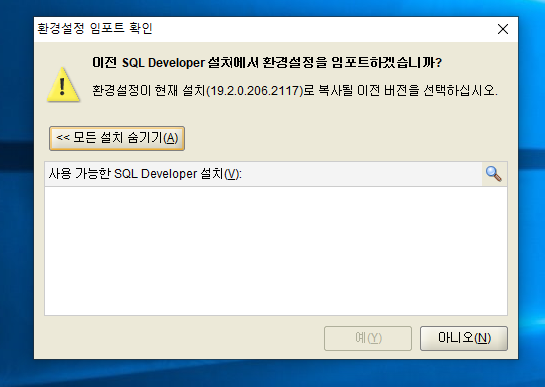 환경설정 임포트 확인
이전 SQL Developer 설처에서 환경설정을 임포트하겠습니까?
환경설정이 현재 설치(19.2.0.206.2117)로 복사될 이전 버전을 선택하십시오.
<< 모든 설치 숨기기(A)
사용 가능한 SQL Developer 설치(V):
예(Y)
아니오(N)